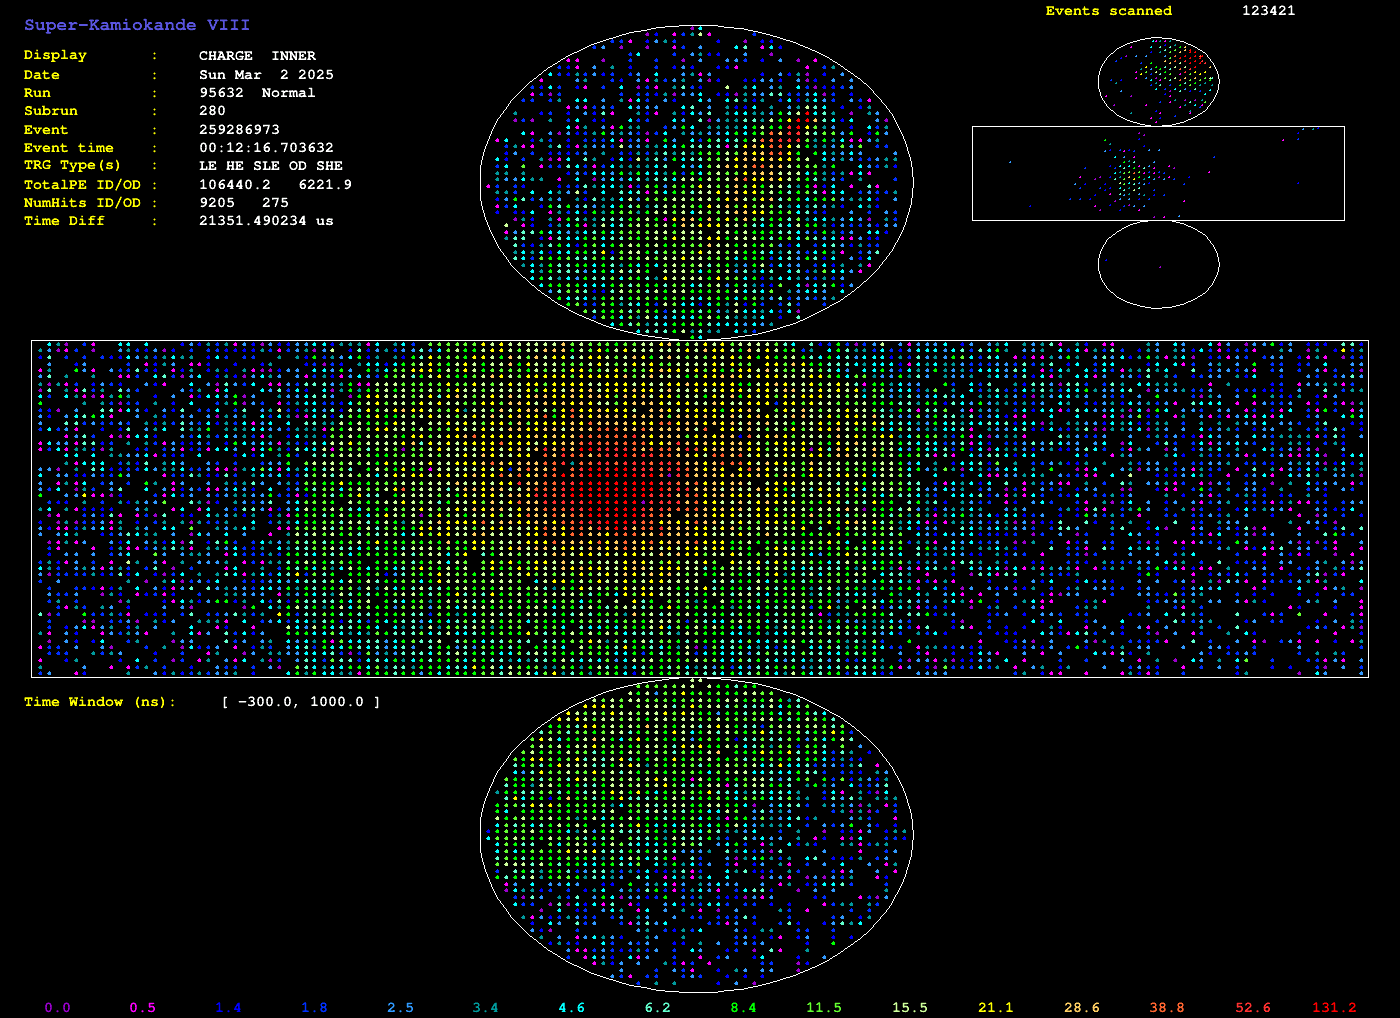 Super-Kamiokande VIII
Events scanned 123421
Display : CHARGE INNER
Date : Sun Mar 2 2025
Run : 95632 Normal
Subrun : 280
Event : 259286973
Event time : 00:12:16.703632
TRG Type(s) : LE HE SLE OD SHE
TotalPE ID/OD : 106440.2 6221.9
NumHits ID/OD : 9205 275
Time Diff : 21351.490234 us
Time Window (ns): [ -300.0, 1000.0 ]
0.0 0.5 1.4 1.8 2.5 3.4 4.6 6.2 8.4 11.5 15.5 21.1 28.6 38.8 52.6 131.2